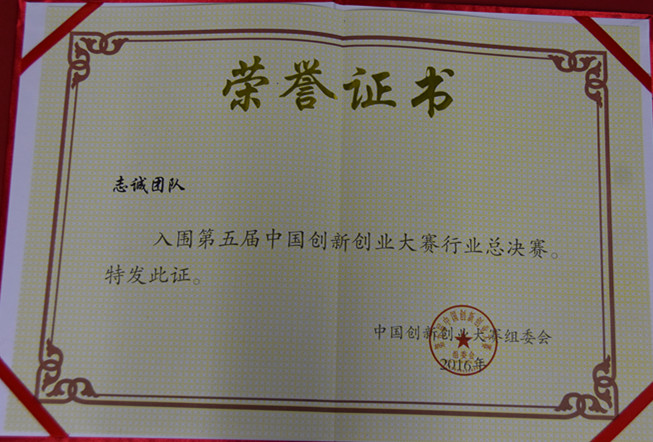 荣誉证书
志诚团队
入围第五届中国创新创业大赛行业总决赛。
特发此证。
中国创新创业大赛组委会
2016年